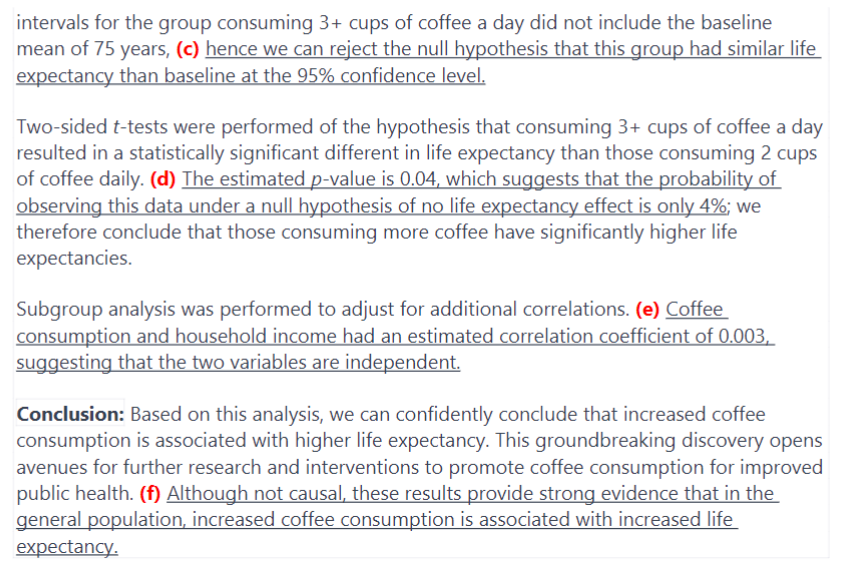 intervals for the group consuming 3+ cups of coffee a day did not include the baseline
mean of 75 years, (c) hence we can reject the null hypothesis that this group had similar life
expectancy than baseline at the 95% confidence level.
Two-sided t-tests were performed of the hypothesis that consuming 3+ cups of coffee a day
resulted in a statistically significant different in life expectancy than those consuming 2 cups
of coffee daily. (d) The estimated p-value is 0.04, which suggests that the probability of
observing this data under a null hypothesis of no life expectancy effect is only 4%; we
therefore conclude that those consuming more coffee have significantly higher life
expectancies.
Subgroup analysis was performed to adjust for additional correlations. (e) Coffee
consumption and household income had an estimated correlation coefficient of 0.003,
suggesting that the two variables are independent.
Conclusion: Based on this analysis, we can confidently conclude that increased coffee
consumption is associated with higher life expectancy. This groundbreaking discovery opens
avenues for further research and interventions to promote coffee consumption for improved
public health. (f) Although not causal, these results provide strong evidence that in the
general population, increased coffee consumption is associated with increased life
expectancy.